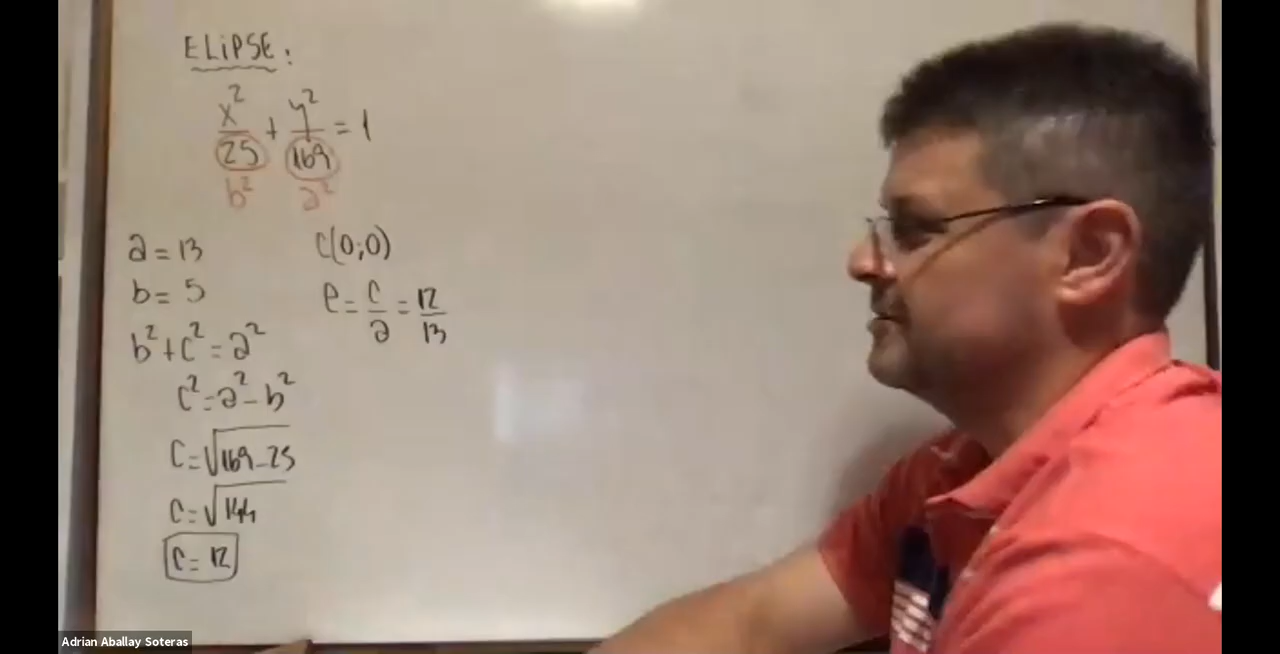 ELIPSE:
x²/25 + y²/169 = 1
b² a²
a = 13
b = 5
b² + c² = a²
c² = a² - b²
c = √169-25
c = √144
c = 12
C(0;0)
e = c/a = 12/13
Adrian Aballay Soteras